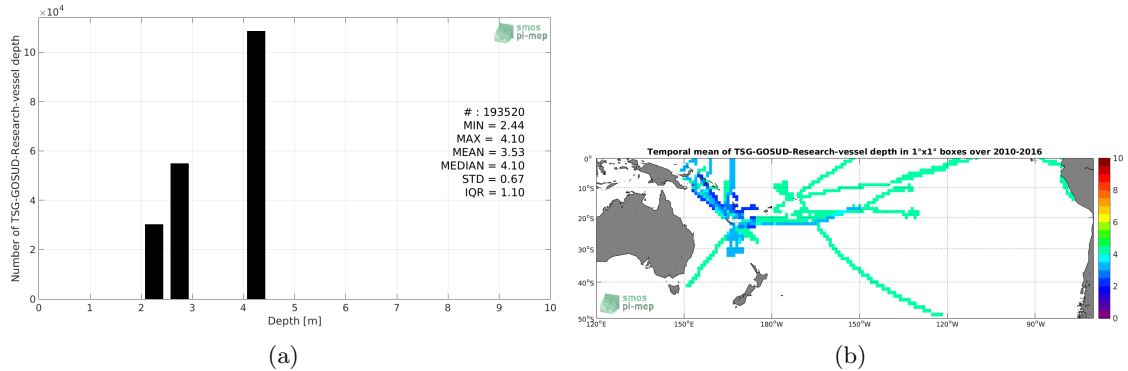 ×10⁴
10
8
6
4
2
0
Number of TSG-GOSUD-Research-vessel depth
smos
pi-mep
# : 193520
MIN = 2.44
MAX = 4.10
MEAN = 3.53
MEDIAN = 4.10
STD = 0.67
IQR = 1.10
0 1 2 3 4 5 6 7 8 9 10
Depth [m]
(a)
Temporal mean of TSG-GOSUD-Research-vessel depth in 1°x1° boxes over 2010-2016
0°
10°S
20°S
30°S
40°S
50°S
smos
pi-mep
120°E 150°E 180°W 150°W 120°W 90°W
10
8
6
4
2
0
(b)